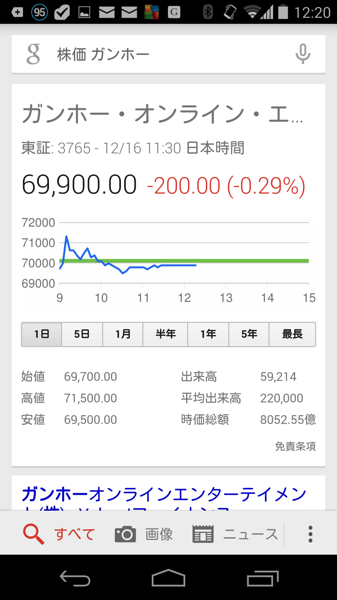 95
12:20
g 株価 ガンホー
ガンホー・オンライン・エ...
東証: 3765 - 12/16 11:30 日本時間
69,900.00 -200.00 (-0.29%)
72000
71000
70000
69000
9 10 11 12 13 14 15
1日 5日 1月 半年 1年 5年 最長
始値 69,700.00 出来高 59,214
高値 71,500.00 平均出来高 220,000
安値 69,500.00 時価総額 8052.55億
免責条項
ガンホーオンラインエンターテイメン
すべて 画像 ニュース